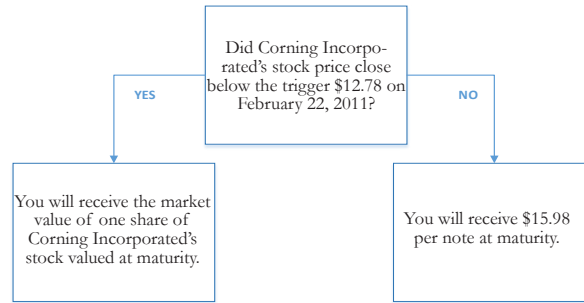 Did Corning Incorpo-
rated's stock price close
below the trigger $12.78 on
February 22, 2011?
YES
NO
You will receive the market
value of one share of
Corning Incorporated's
stock valued at maturity.
You will receive $15.98
per note at maturity.